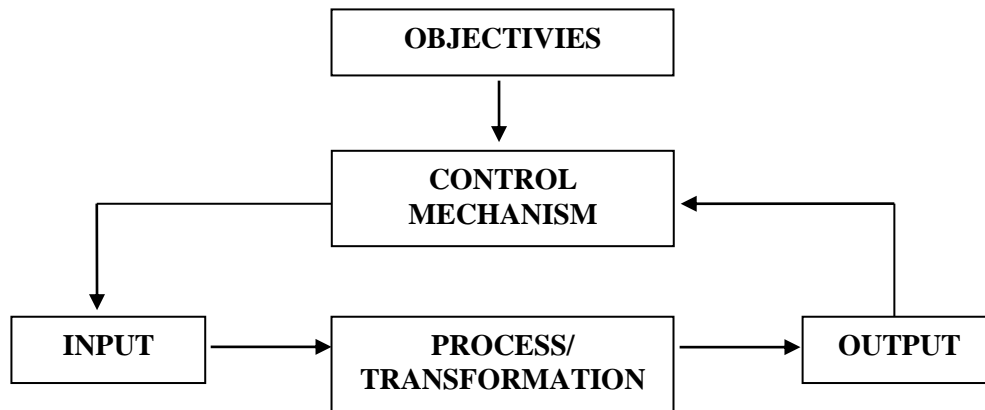 OBJECTIVIES
CONTROL
MECHANISM
INPUT
PROCESS/
TRANSFORMATION
OUTPUT